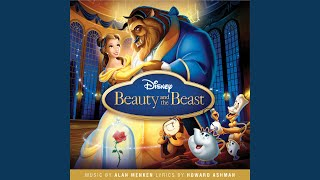 Disney
Beauty and the Beast
MUSIC BY ALAN MENKEN LYRICS BY HOWARD ASHMAN